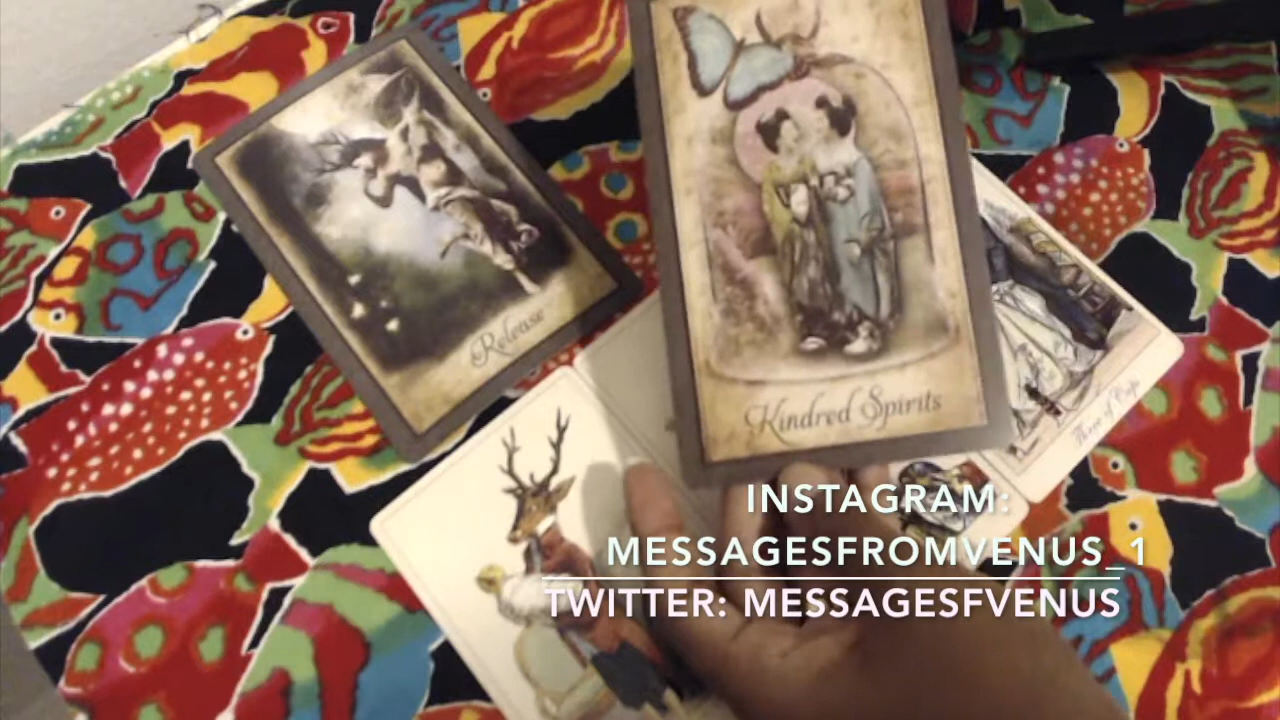 Release
Kindred Spirits
Three of Cups
INSTAGRAM:
MESSAGESFROMVENUS_1
TWITTER: MESSAGESFVENUS